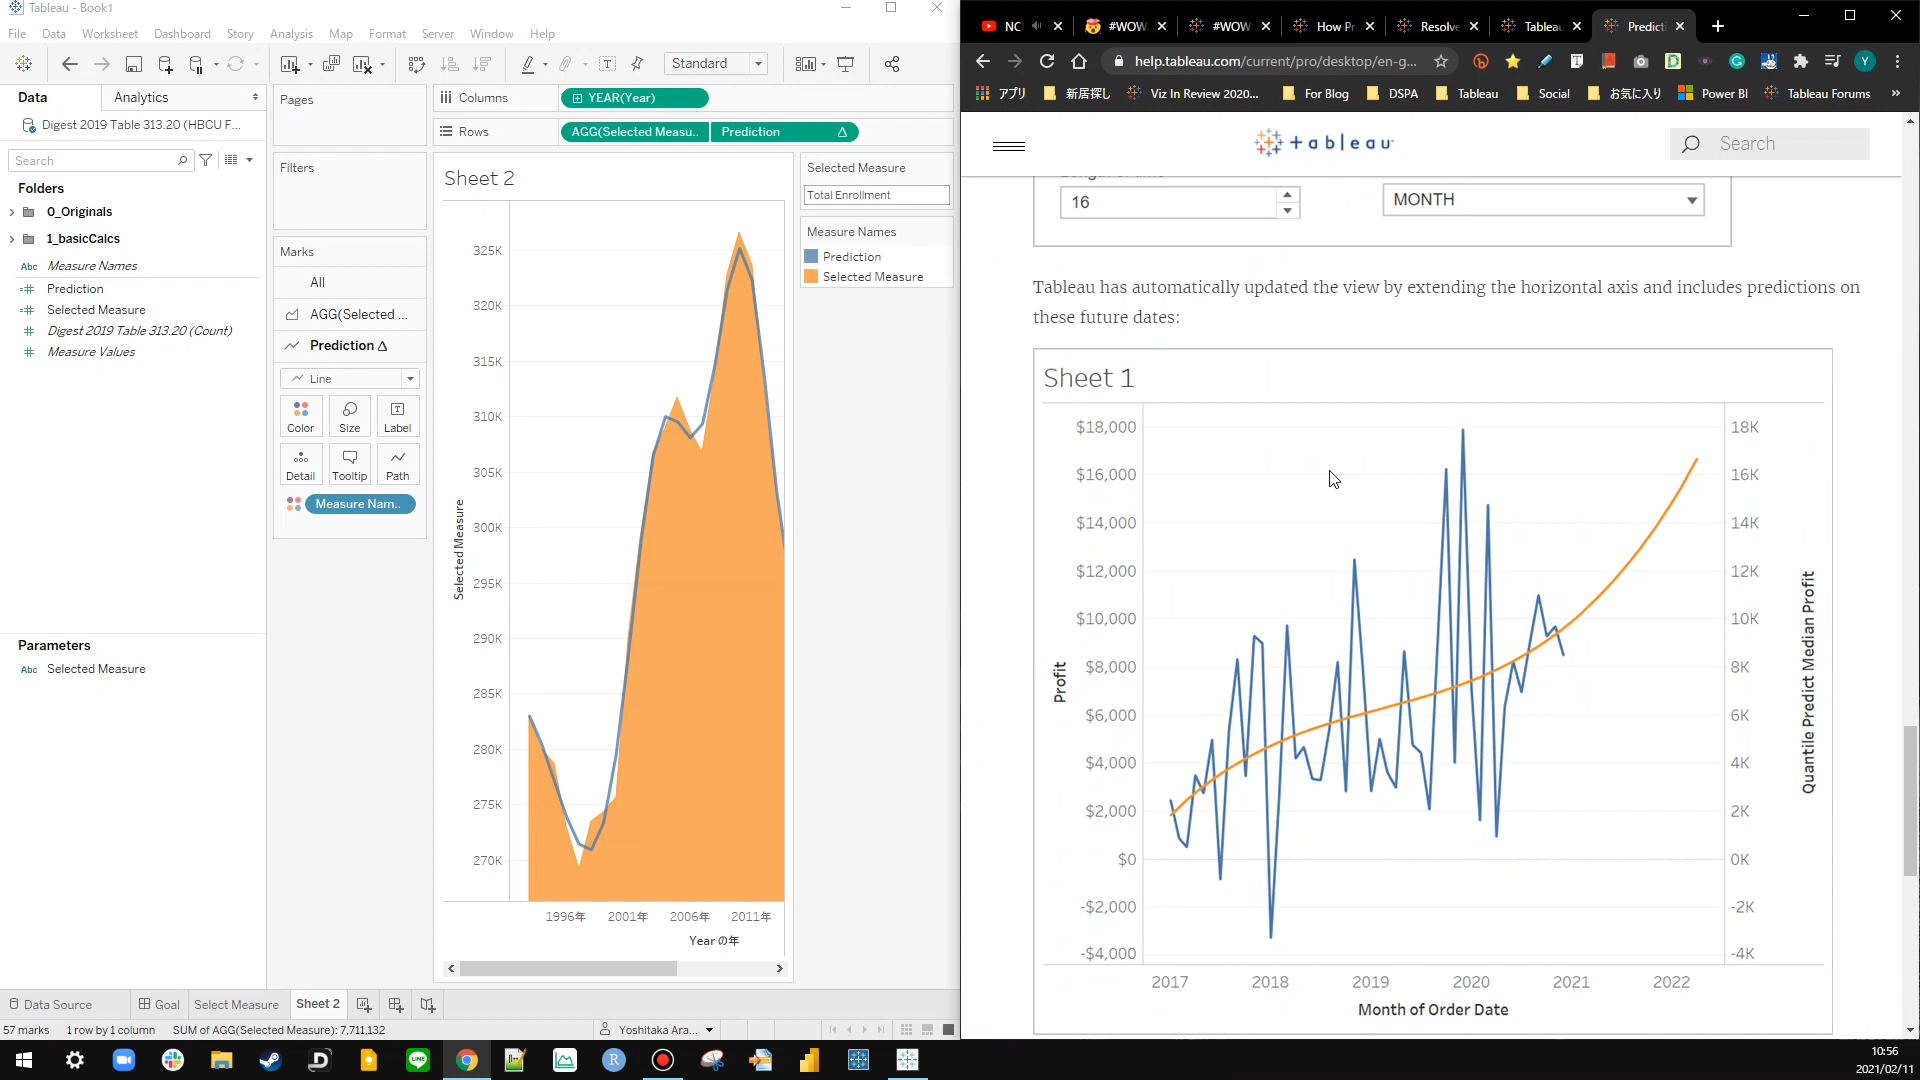 Tableau - Book1
File Data Worksheet Dashboard Story Analysis Map Format Server Window Help
Standard
Data
Analytics
Digest 2019 Table 313.20 (HBCU F...
Search
Folders
0_Originals
1_basicCalcs
Abc Measure Names
Prediction
Selected Measure
Digest 2019 Table 313.20 (Count)
Measure Values
Parameters
Abc Selected Measure
Pages
Filters
Marks
All
AGG(Selected ...
Prediction
Line
Color
Size
Label
Detail
Tooltip
Path
Measure Nam..
Columns
YEAR(Year)
Rows
AGG(Selected Measu..
Prediction
Sheet 2
325K
320K
315K
310K
305K
300K
295K
290K
285K
280K
275K
270K
Selected Measure
1996年
2001年
2006年
2011年
Year の年
Selected Measure
Total Enrollment
Measure Names
Prediction
Selected Measure
Data Source
Goal
Select Measure
Sheet 2
57 marks
1 row by 1 column
SUM of AGG(Selected Measure): 7,711,132
Yoshitaka Ara...
NC
#WOW
#WOW
How Pr
Resolve
Tableau
Predict
help.tableau.com/current/pro/desktop/en-g...
Y
アプリ
新居探し
Viz In Review 2020...
For Blog
DSPA
Tableau
Social
お気に入り
Power BI
Tableau Forums
»
+ableau
Search
16
MONTH
Tableau has automatically updated the view by extending the horizontal axis and includes predictions on
these future dates:
Sheet 1
$18,000
$16,000
$14,000
$12,000
$10,000
$8,000
$6,000
$4,000
$2,000
$0
-$2,000
-$4,000
Profit
18K
16K
14K
12K
10K
8K
6K
4K
2K
0K
-2K
-4K
Quantile Predict Median Profit
2017
2018
2019
2020
2021
2022
Month of Order Date
LINE
R
10:56
2021/02/11